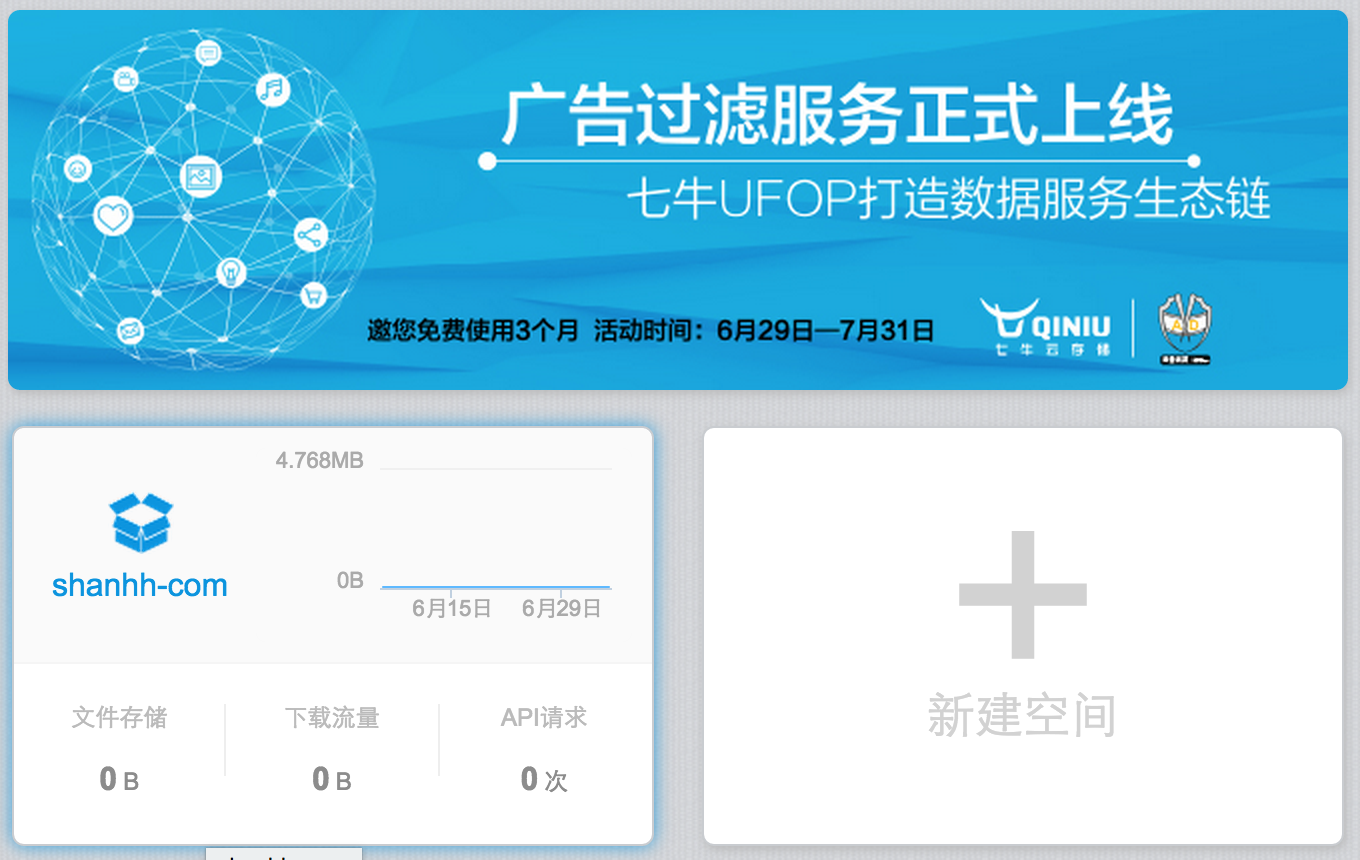 广告过滤服务正式上线
七牛UFOP打造数据服务生态链
邀您免费使用3个月 活动时间：6月29日—7月31日
QINIU
七牛云存储
AD
4.768MB
shanhh-com
0B
6月15日 6月29日
文件存储 下载流量 API请求
0 B 0 B 0 次
新建空间